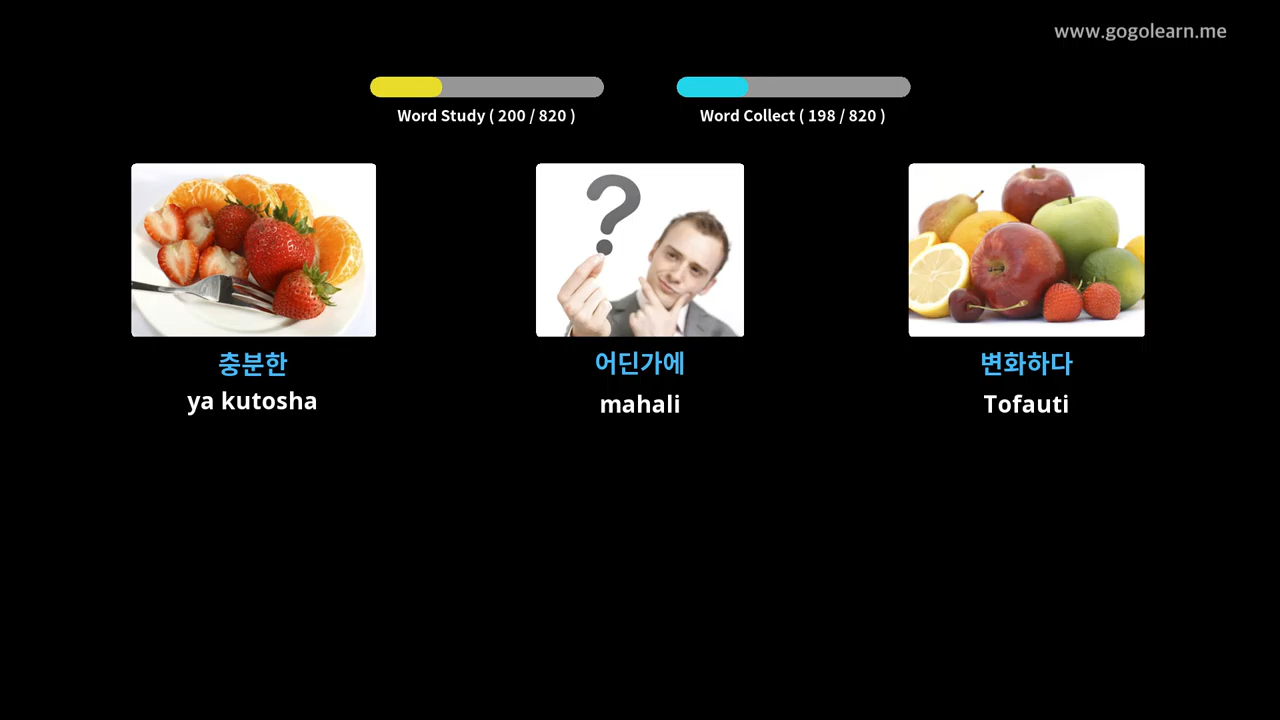 www.gogolearn.me
Word Study ( 200 / 820 )
Word Collect ( 198 / 820 )
충분한
ya kutosha
어딘가에
mahali
변화하다
Tofauti